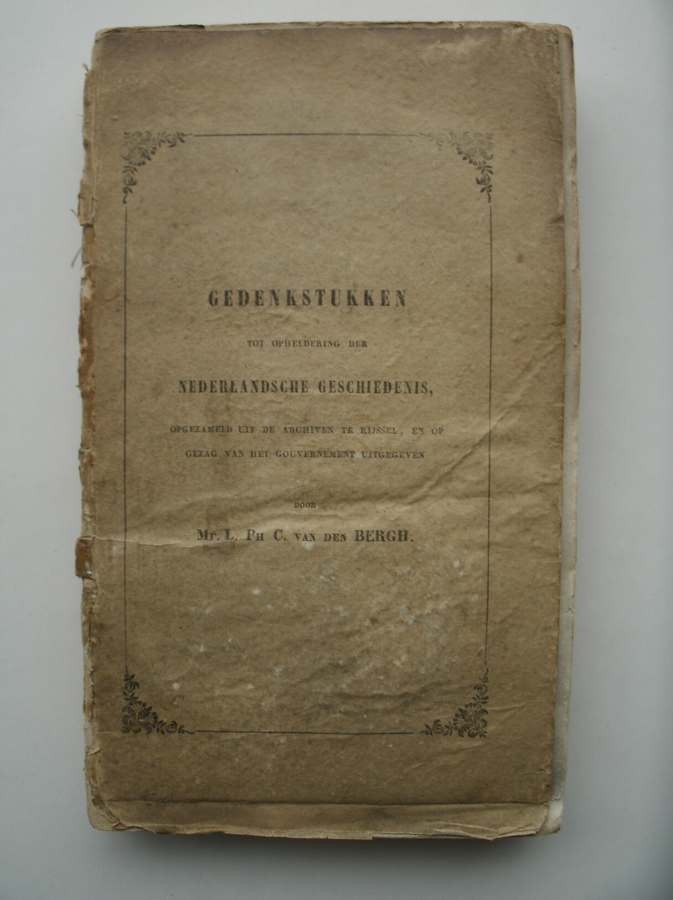 GEDENKSTUKKEN
TOT OPHELDERING DER
NEDERLANDSCHE GESCHIEDENIS,
OPGEZAMELD UIT DE ARCHIVEN TE RIJSSEL, EN OP
GEZAG VAN HET GOUVERNEMENT UITGEGEVEN
DOOR
Mr. L. Ph C. VAN DEN BERGH.